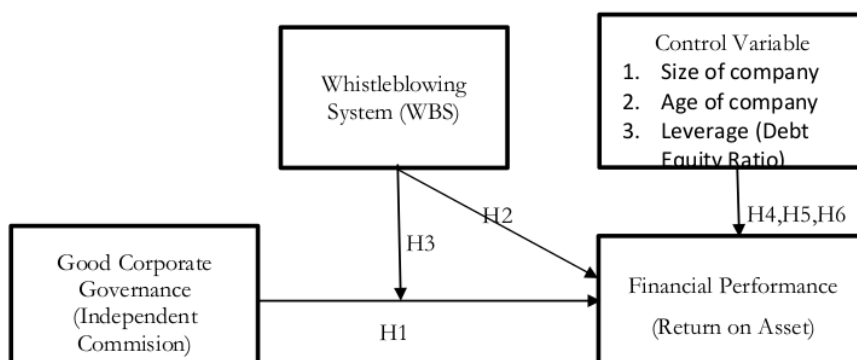 Whistleblowing
System (WBS)
Control Variable
1. Size of company
2. Age of company
3. Leverage (Debt
Equity Ratio)
H2
H4,H5,H6
H3
Good Corporate
Governance
(Independent
Commision)
H1
Financial Performance
(Return on Asset)